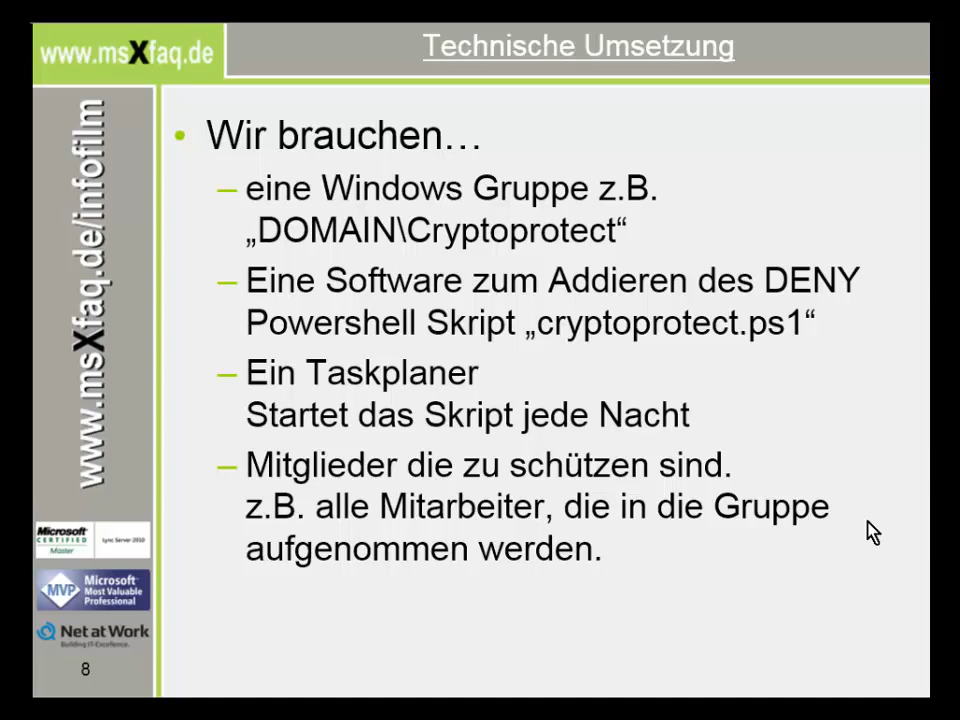 www.msXfaq.de
Technische Umsetzung
www.msXfaq.de/infofilm
• Wir brauchen…
– eine Windows Gruppe z.B.
„DOMAIN\Cryptoprotect“
– Eine Software zum Addieren des DENY
Powershell Skript „cryptoprotect.ps1“
– Ein Taskplaner
Startet das Skript jede Nacht
– Mitglieder die zu schützen sind.
z.B. alle Mitarbeiter, die in die Gruppe
aufgenommen werden.
Microsoft
CERTIFIED
Master
Lync Server 2010
MVP
Microsoft
Most Valuable
Professional
Net at Work
Building IT-Excellence.
8